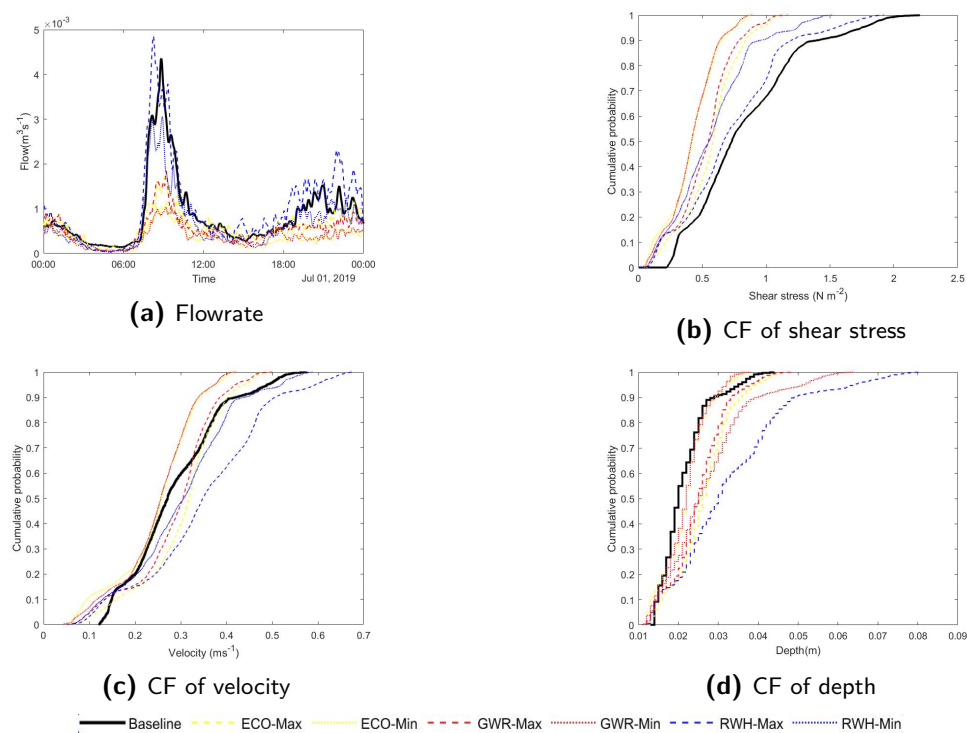 ×10⁻³
5
4
3
2
1
0
Flow(m³s⁻¹)
00:00 06:00 12:00 18:00 00:00
Time
Jul 01, 2019
(a) Flowrate
1
0.9
0.8
0.7
0.6
0.5
0.4
0.3
0.2
0.1
0
Cumulative probability
0 0.5 1 1.5 2 2.5
Shear stress (N m⁻²)
(b) CF of shear stress
1
0.9
0.8
0.7
0.6
0.5
0.4
0.3
0.2
0.1
0
Cumulative probability
0 0.1 0.2 0.3 0.4 0.5 0.6 0.7
Velocity (ms⁻¹)
(c) CF of velocity
1
0.9
0.8
0.7
0.6
0.5
0.4
0.3
0.2
0.1
0
Cumulative probability
0.01 0.02 0.03 0.04 0.05 0.06 0.07 0.08 0.09
Depth(m)
(d) CF of depth
Baseline ECO-Max ECO-Min GWR-Max GWR-Min RWH-Max RWH-Min